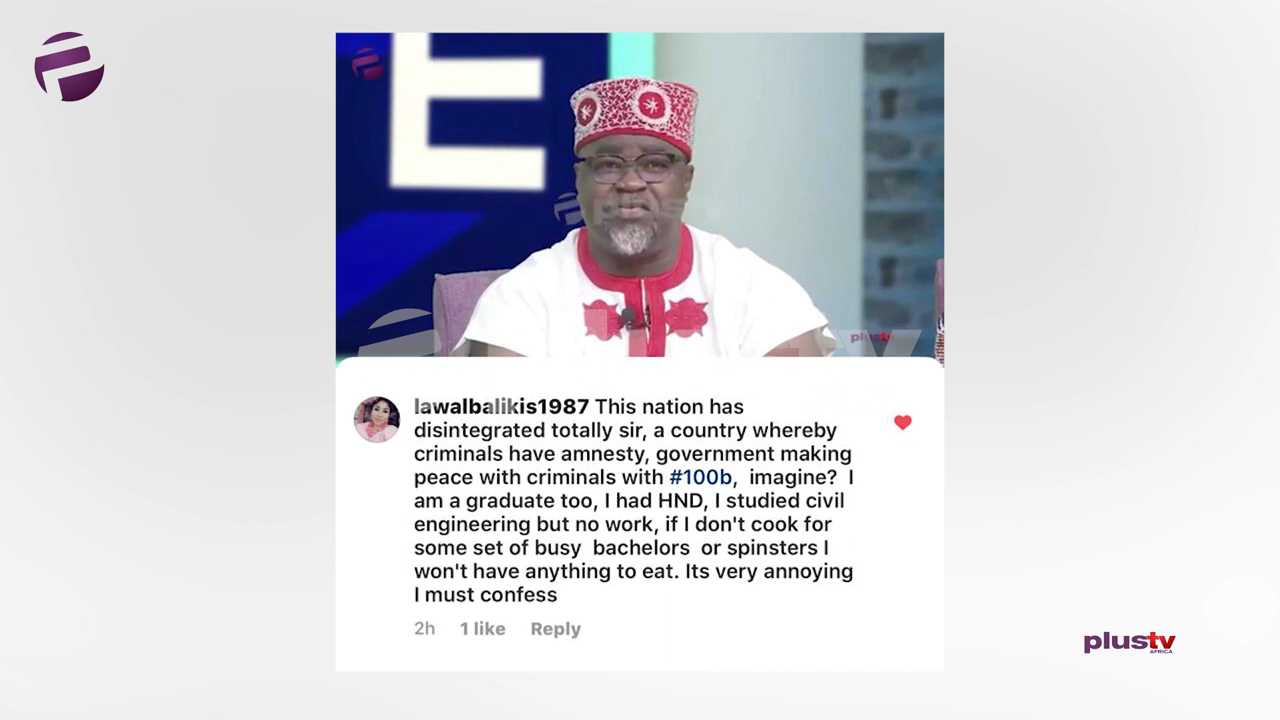 E
plustv
lawalbalikis1987 This nation has
disintegrated totally sir, a country whereby
criminals have amnesty, government making
peace with criminals with #100b,  imagine?  I
am a graduate too, I had HND, I studied civil
engineering but no work, if I don't cook for
some set of busy  bachelors  or spinsters I
won't have anything to eat. Its very annoying
I must confess
2h 1 like Reply
plustv
AFRICA